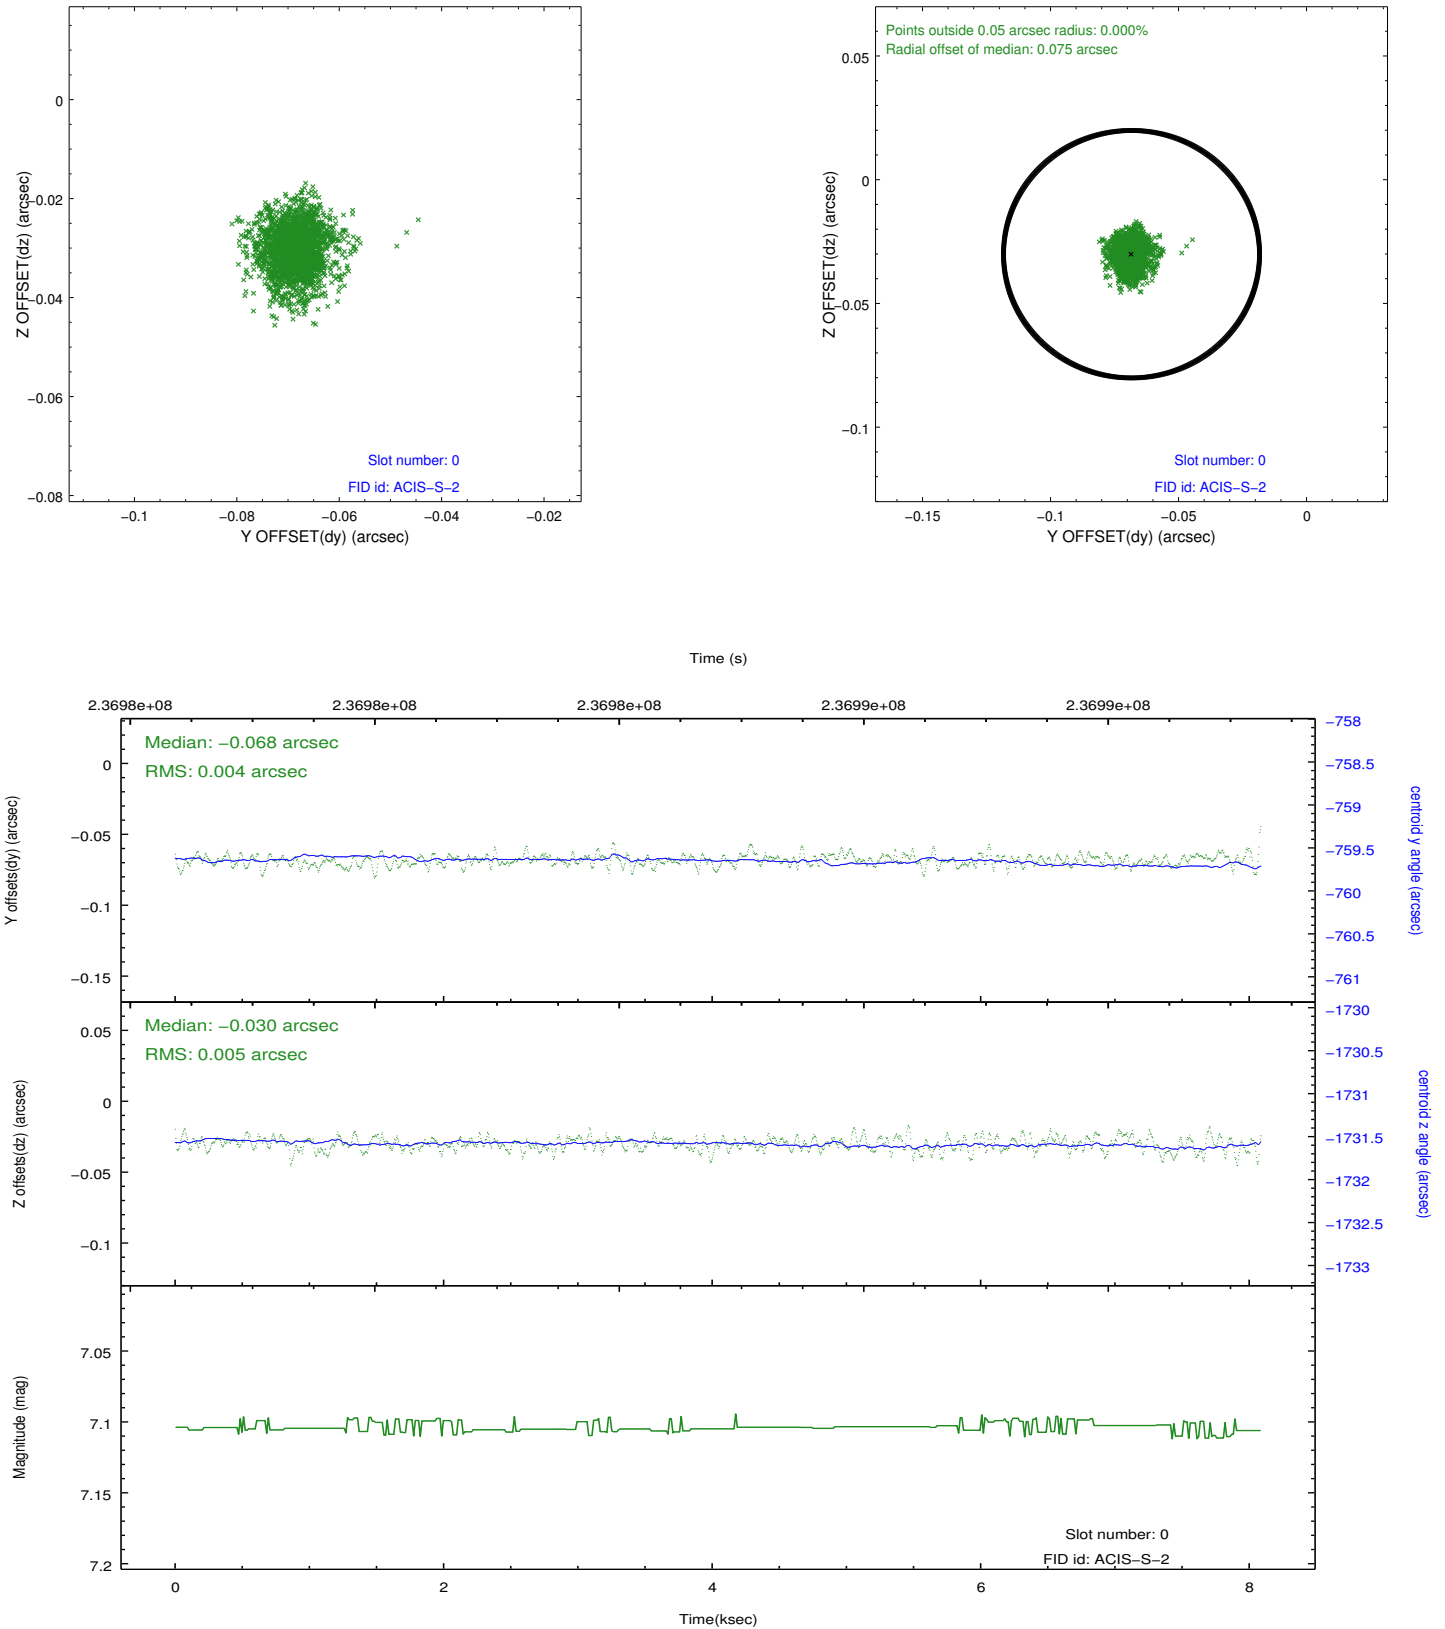 0
−0.02
−0.04
−0.06
−0.08
Z OFFSET(dz) (arcsec)
Slot number: 0
FID id: ACIS−S−2
−0.1 −0.08 −0.06 −0.04 −0.02
Y OFFSET(dy) (arcsec)
Points outside 0.05 arcsec radius: 0.000%
Radial offset of median: 0.075 arcsec
0.05
0
−0.05
−0.1
Z OFFSET(dz) (arcsec)
Slot number: 0
FID id: ACIS−S−2
−0.15 −0.1 −0.05 0
Y OFFSET(dy) (arcsec)
Time (s)
2.3698e+08 2.3698e+08 2.3698e+08 2.3699e+08 2.3699e+08
Median: −0.068 arcsec
RMS: 0.004 arcsec
0
−0.05
−0.1
−0.15
Y offsets(dy) (arcsec)
−758
−758.5
−759
−759.5
−760
−760.5
−761
centroid y angle (arcsec)
Median: −0.030 arcsec
RMS: 0.005 arcsec
0.05
0
−0.05
−0.1
Z offsets(dz) (arcsec)
−1730
−1730.5
−1731
−1731.5
−1732
−1732.5
−1733
centroid z angle (arcsec)
7.05
7.1
7.15
7.2
Magnitude (mag)
Slot number: 0
FID id: ACIS−S−2
0 2 4 6 8
Time(ksec)